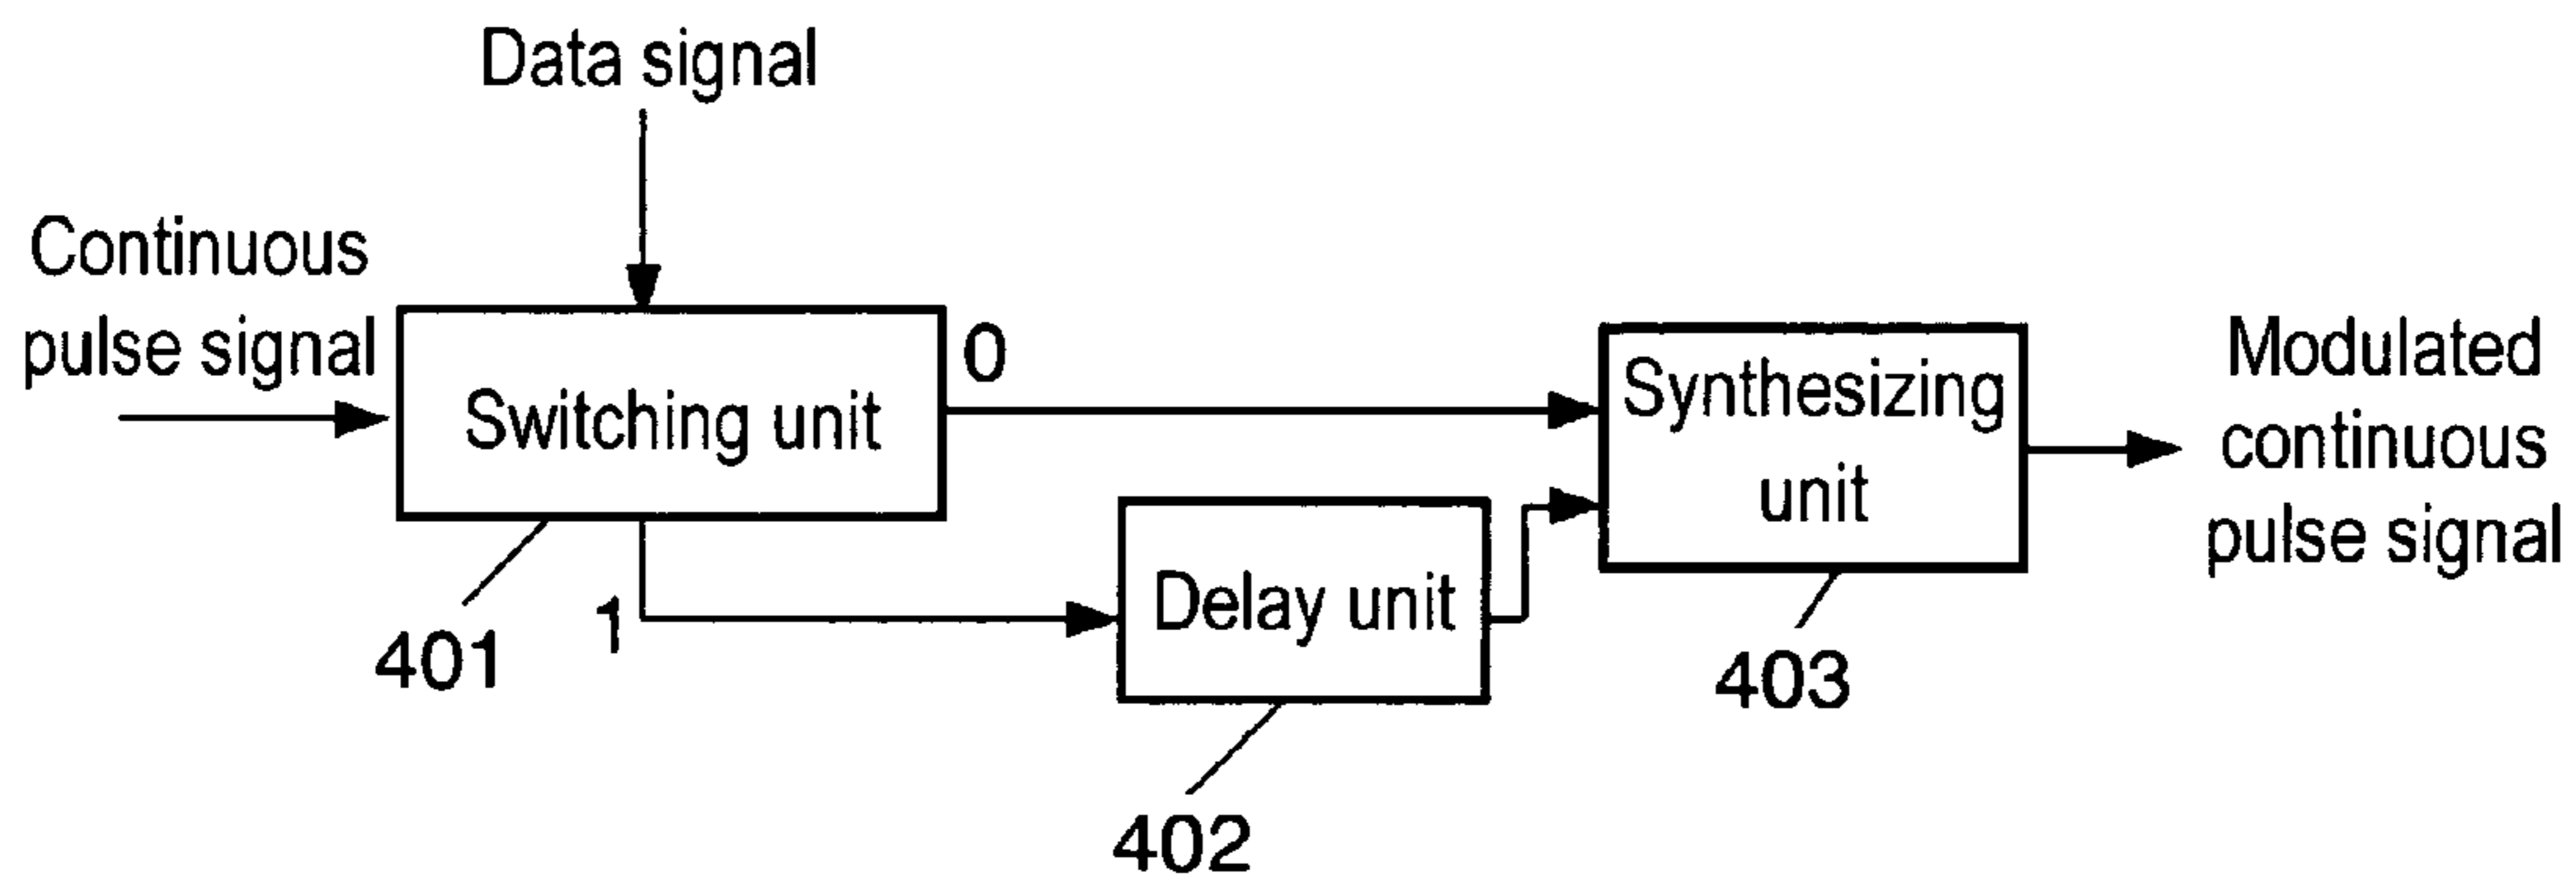 Data signal
Continuous
pulse signal
Switching unit
0
1
401
Delay unit
402
Synthesizing
unit
403
Modulated
continuous
pulse signal